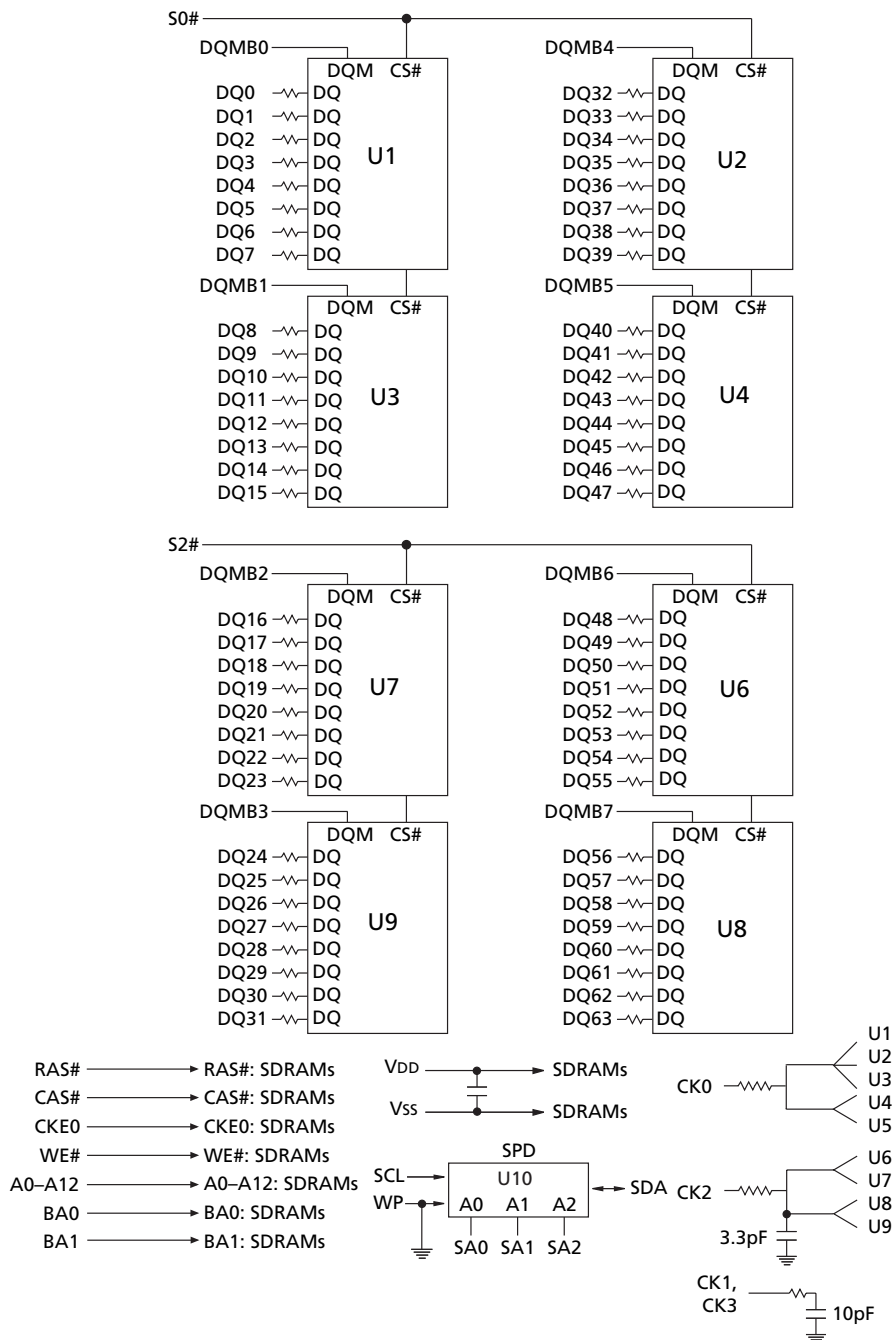 S0#
DQMB0
DQM CS#
DQ0 DQ
DQ1 DQ
DQ2 DQ
DQ3 DQ
DQ4 DQ
DQ5 DQ
DQ6 DQ
DQ7 DQ
U1
DQMB4
DQM CS#
DQ32 DQ
DQ33 DQ
DQ34 DQ
DQ35 DQ
DQ36 DQ
DQ37 DQ
DQ38 DQ
DQ39 DQ
U2
DQMB1
DQM CS#
DQ8 DQ
DQ9 DQ
DQ10 DQ
DQ11 DQ
DQ12 DQ
DQ13 DQ
DQ14 DQ
DQ15 DQ
U3
DQMB5
DQM CS#
DQ40 DQ
DQ41 DQ
DQ42 DQ
DQ43 DQ
DQ44 DQ
DQ45 DQ
DQ46 DQ
DQ47 DQ
U4
S2#
DQMB2
DQM CS#
DQ16 DQ
DQ17 DQ
DQ18 DQ
DQ19 DQ
DQ20 DQ
DQ21 DQ
DQ22 DQ
DQ23 DQ
U7
DQMB6
DQM CS#
DQ48 DQ
DQ49 DQ
DQ50 DQ
DQ51 DQ
DQ52 DQ
DQ53 DQ
DQ54 DQ
DQ55 DQ
U6
DQMB3
DQM CS#
DQ24 DQ
DQ25 DQ
DQ26 DQ
DQ27 DQ
DQ28 DQ
DQ29 DQ
DQ30 DQ
DQ31 DQ
U9
DQMB7
DQM CS#
DQ56 DQ
DQ57 DQ
DQ58 DQ
DQ59 DQ
DQ60 DQ
DQ61 DQ
DQ62 DQ
DQ63 DQ
U8
RAS# RAS#: SDRAMs
CAS# CAS#: SDRAMs
CKE0 CKE0: SDRAMs
WE# WE#: SDRAMs
A0–A12 A0–A12: SDRAMs
BA0 BA0: SDRAMs
BA1 BA1: SDRAMs
VDD SDRAMs
VSS SDRAMs
SPD
U10
SCL
WP
A0 A1 A2
SDA
SA0 SA1 SA2
CK0
U1
U2
U3
U4
U5
CK2
U6
U7
U8
U9
3.3pF
CK1,
CK3
10pF